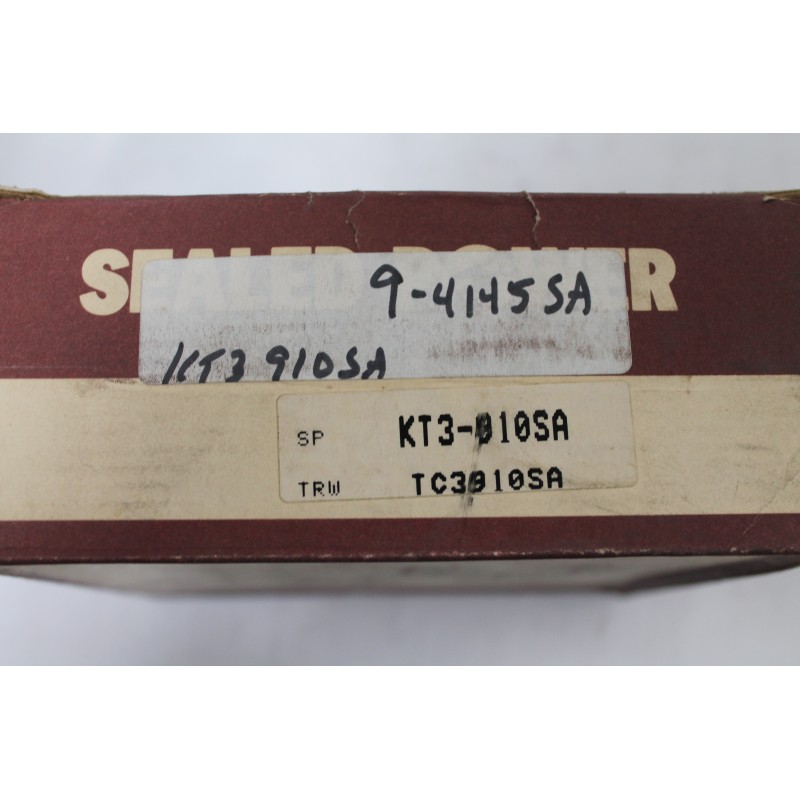 SEALED POWER
9-4145SA
KT3 910SA
SP KT3-910SA
TRW TC3910SA